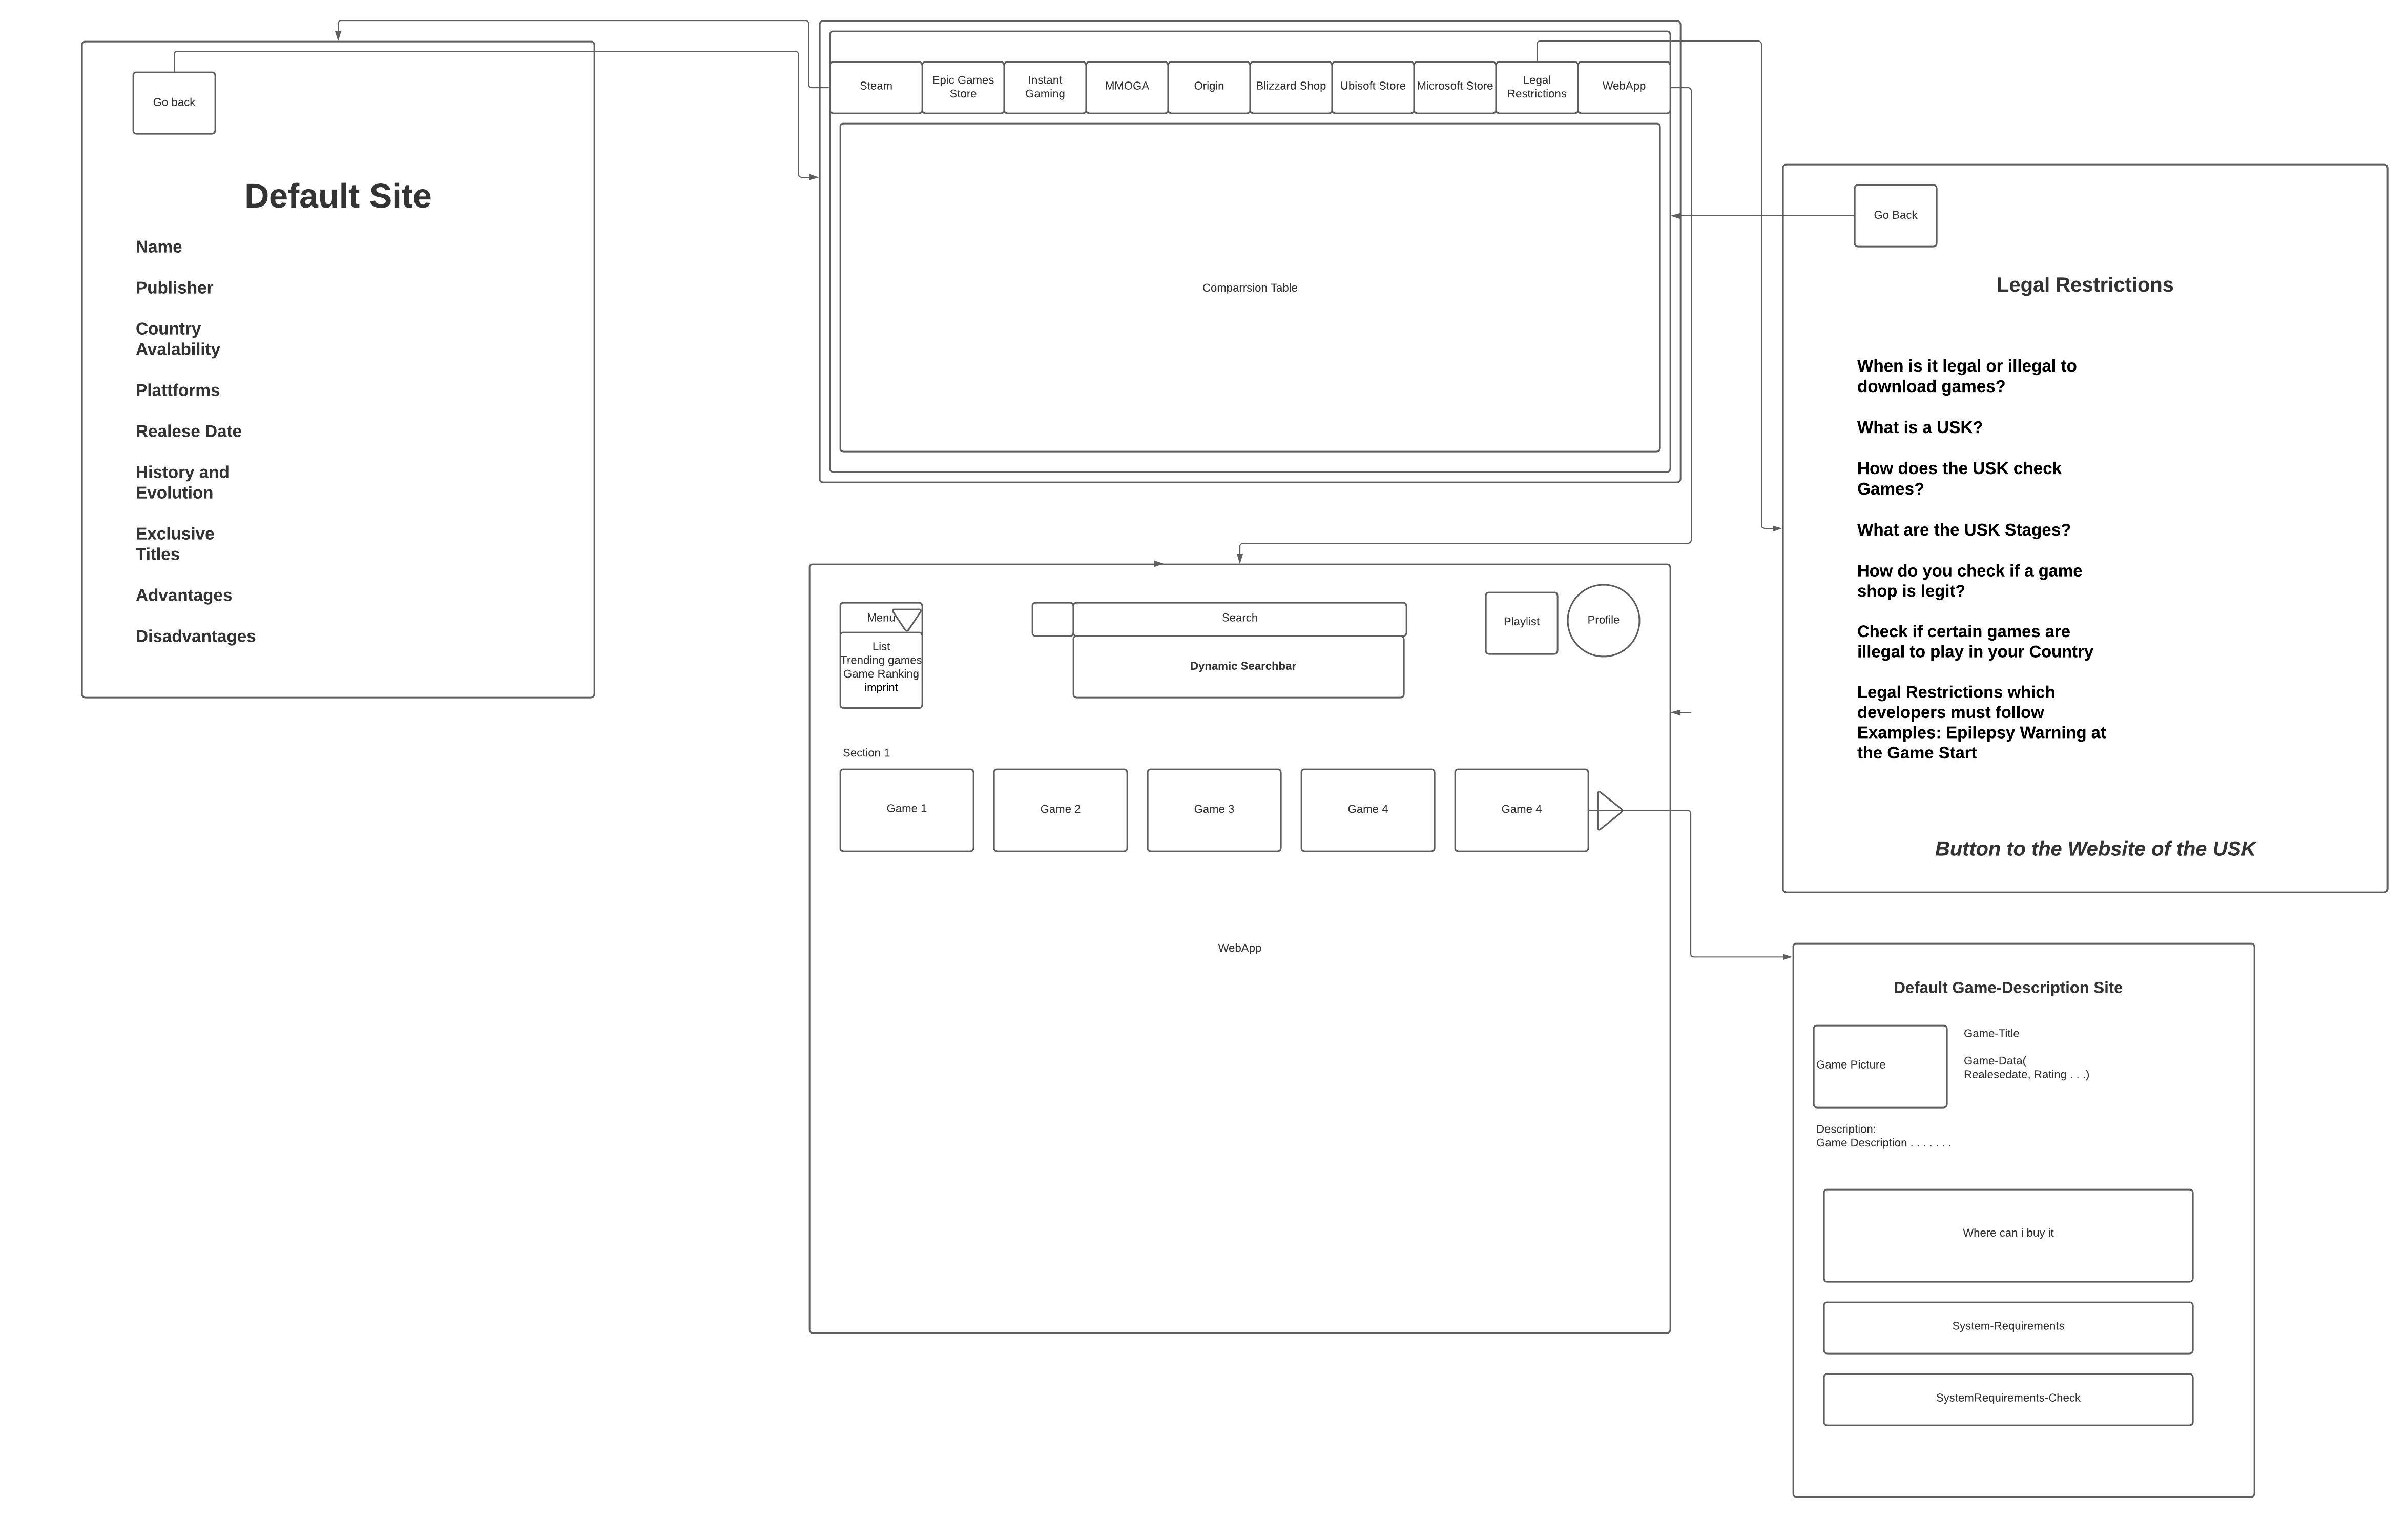 Go back
Default Site
Name
Publisher
Country
Avalability
Plattforms
Realese Date
History and
Evolution
Exclusive
Titles
Advantages
Disadvantages
Steam
Epic Games
Store
Instant
Gaming
MMOGA
Origin
Blizzard Shop
Ubisoft Store
Microsoft Store
Legal
Restrictions
WebApp
Comparrsion Table
Go Back
Legal Restrictions
When is it legal or illegal to
download games?
What is a USK?
How does the USK check
Games?
What are the USK Stages?
How do you check if a game
shop is legit?
Check if certain games are
illegal to play in your Country
Legal Restrictions which
developers must follow
Examples: Epilepsy Warning at
the Game Start
Button to the Website of the USK
Menu
List
Trending games
Game Ranking
imprint
Search
Dynamic Searchbar
Playlist
Profile
Section 1
Game 1
Game 2
Game 3
Game 4
Game 4
WebApp
Default Game-Description Site
Game Picture
Game-Title
Game-Data(
Realesedate, Rating . . .)
Description:
Game Description . . . . . . .
Where can i buy it
System-Requirements
SystemRequirements-Check